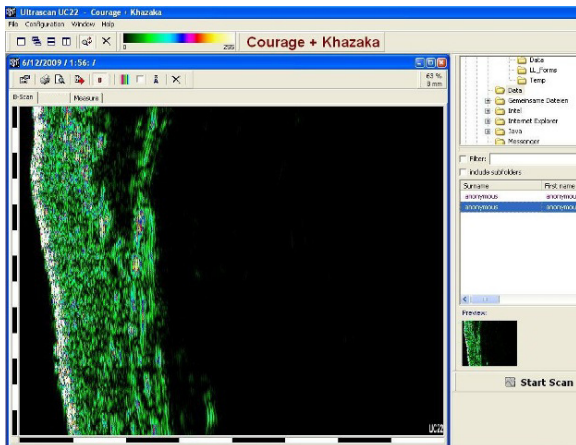 Ultrascan UC22 - Courage + Khazaka
File Configuration Window Help
0 255
Courage + Khazaka
6/12/2009 / 1:56: /
63 %
0 mm
B-Scan Measure
UC22
Data
LL_Forms
Temp
Data
Gemeinsame Dateien
Intel
Internet Explorer
Java
Messenger
Filter:
include subfolders
Surname First name
anonymous anonymou
anonymous anonymou
Preview:
Start Scan